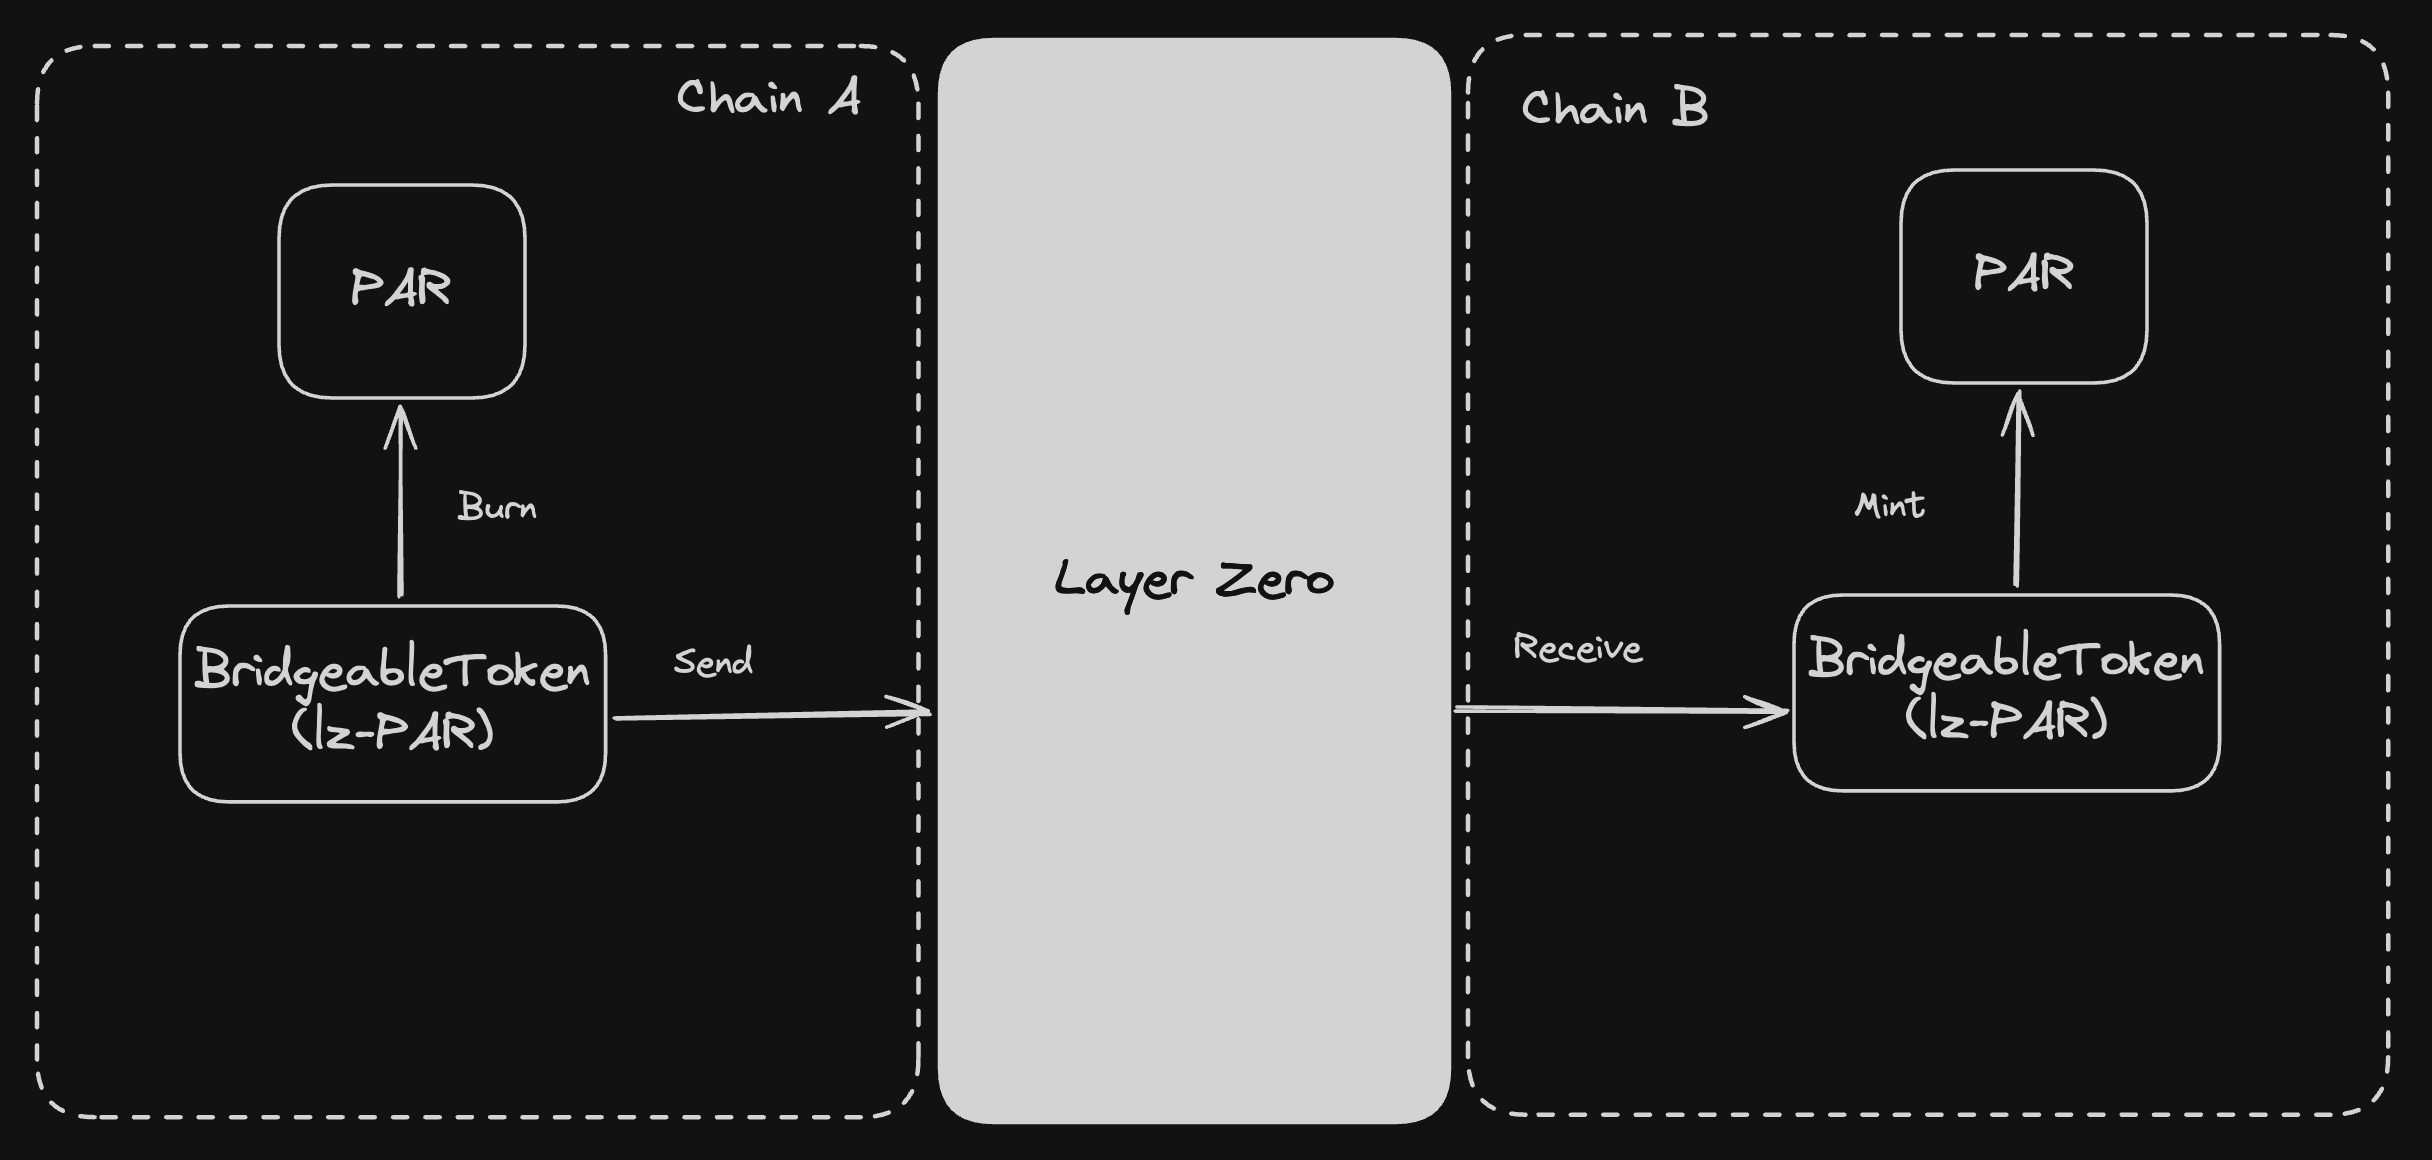 Chain A
PAR
Burn
BridgeableToken
(lz-PAR)
Send
Layer Zero
Chain B
PAR
Mint
Receive
BridgeableToken
(lz-PAR)